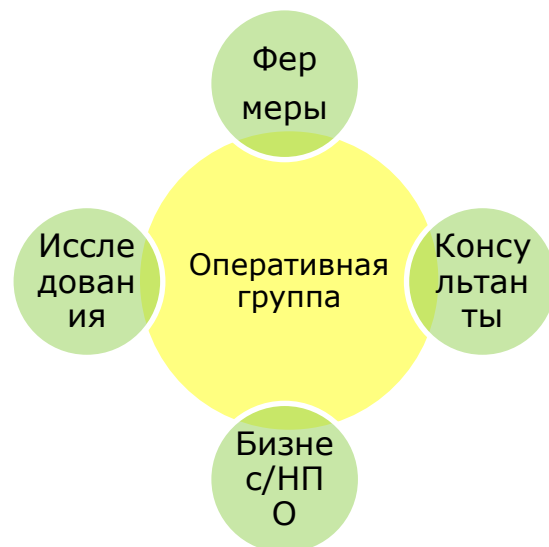 Фер
меры
Иссле
дован
ия
Оперативная
группа
Консу
льтан
ты
Бизне
с/НП
О